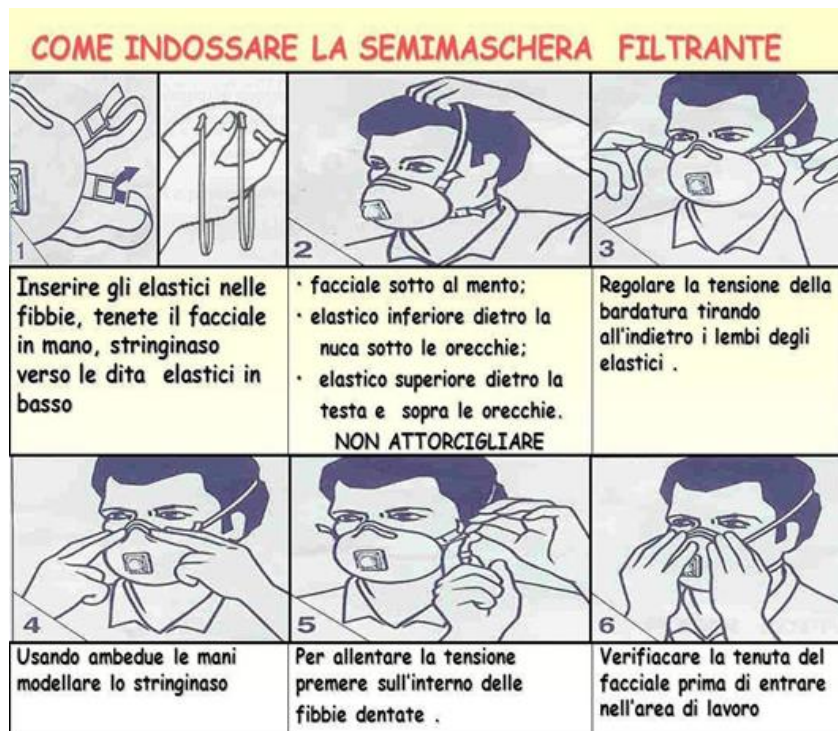 COME INDOSSARE LA SEMIMASCHERA FILTRANTE
1
Inserire gli elastici nelle
fibbie, tenete il facciale
in mano, stringinaso
verso le dita elastici in
basso
2
· facciale sotto al mento;
· elastico inferiore dietro la
nuca sotto le orecchie;
· elastico superiore dietro la
testa e sopra le orecchie.
NON ATTORCIGLIARE
3
Regolare la tensione della
bardatura tirando
all'indietro i lembi degli
elastici .
4
Usando ambedue le mani
modellare lo stringinaso
5
Per allentare la tensione
premere sull'interno delle
fibbie dentate .
6
Verifiacare la tenuta del
facciale prima di entrare
nell'area di lavoro